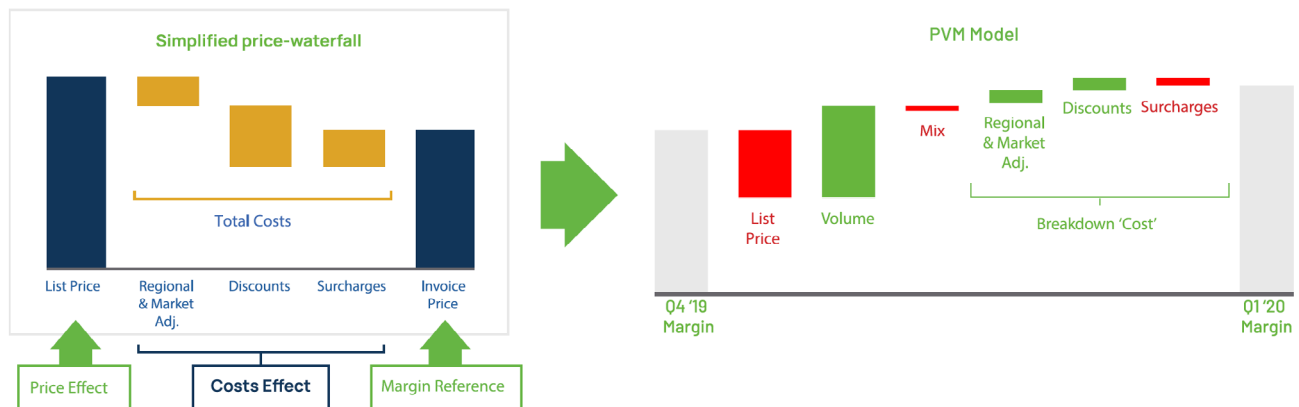 Simplified price-waterfall
Total Costs
List Price
Regional
& Market
Adj.
Discounts
Surcharges
Invoice
Price
Price Effect
Costs Effect
Margin Reference
PVM Model
List
Price
Volume
Mix
Regional
& Market
Adj.
Discounts
Surcharges
Breakdown ‘Cost’
Q4 ‘19
Margin
Q1 ‘20
Margin